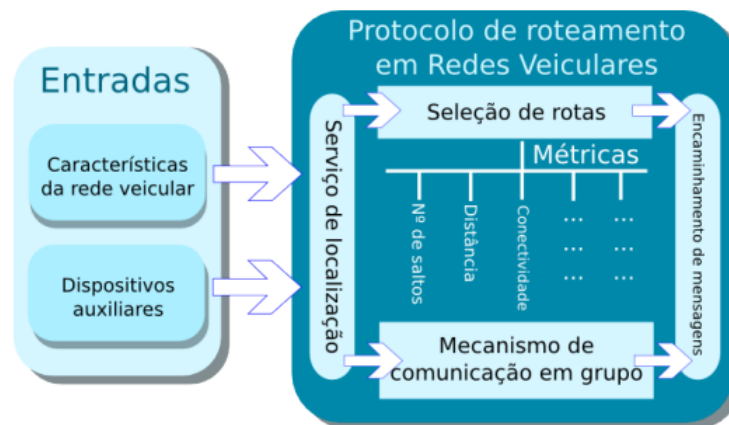 Entradas
Características
da rede veicular
Dispositivos
auxiliares
Protocolo de roteamento
em Redes Veiculares
Serviço de localização
Seleção de rotas
Métricas
Nº de saltos
Distância
Conectividade
... ...
... ...
... ...
Mecanismo de
comunicação em grupo
Encaminhamento de mensagens